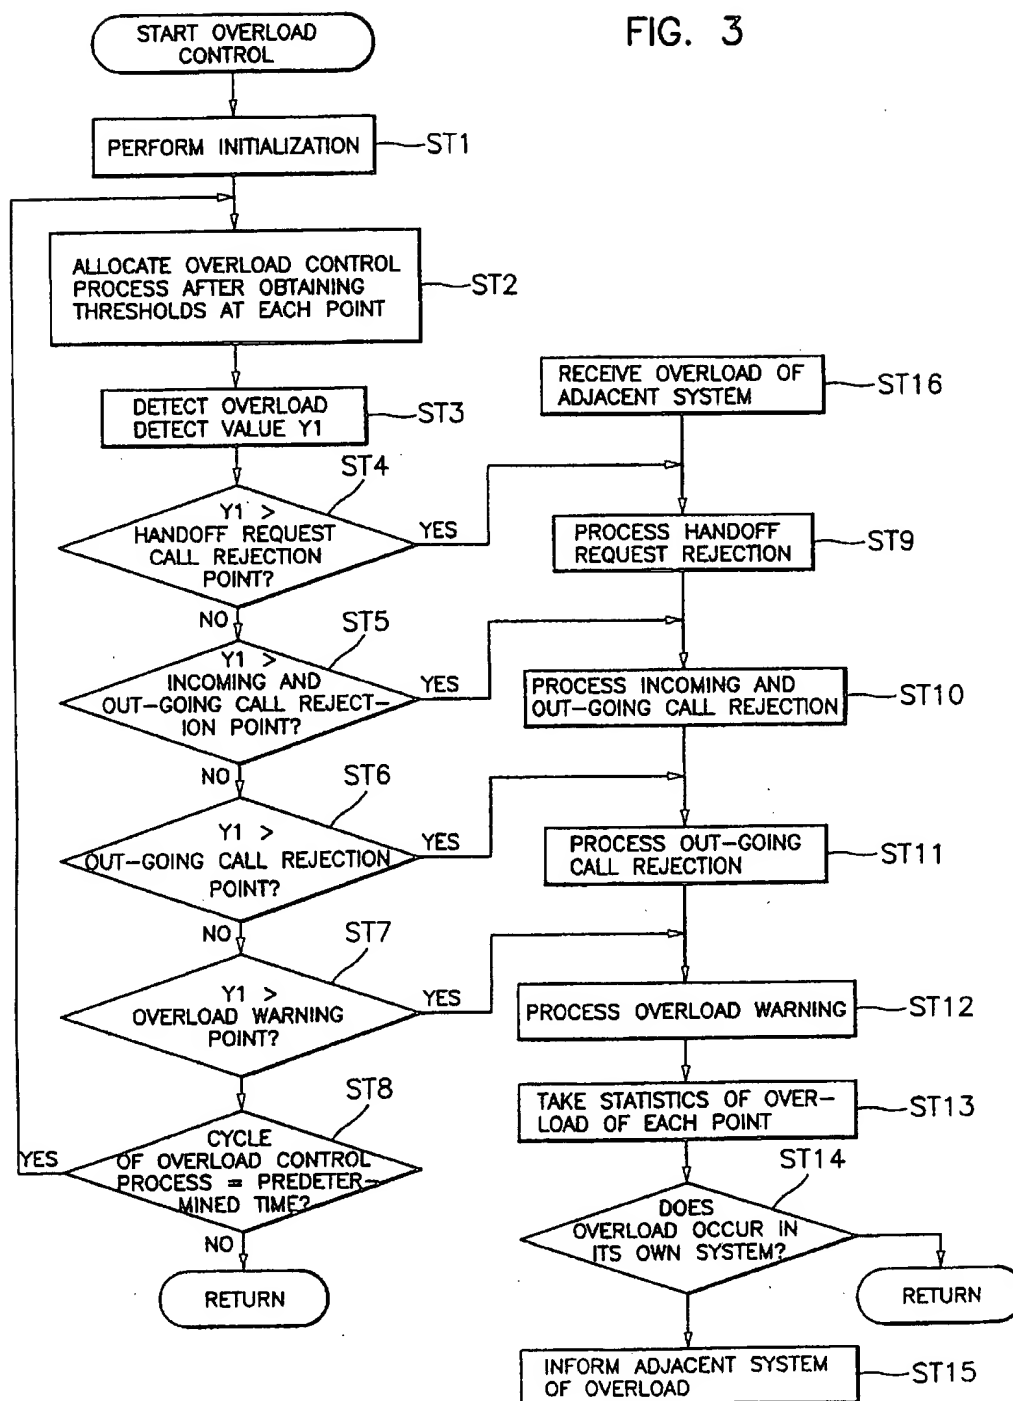 FIG. 3
START OVERLOAD
CONTROL
PERFORM INITIALIZATION
ST1
ALLOCATE OVERLOAD CONTROL
PROCESS AFTER OBTAINING
THRESHOLDS AT EACH POINT
ST2
DETECT OVERLOAD
DETECT VALUE Y1
ST3
ST4
Y1 >
HANDOFF REQUEST
CALL REJECTION
POINT?
YES
NO
ST5
Y1 >
INCOMING AND
OUT-GOING CALL REJECT-
ION POINT?
YES
NO
ST6
Y1 >
OUT-GOING CALL REJECTION
POINT?
YES
NO
ST7
Y1 >
OVERLOAD WARNING
POINT?
YES
ST8
CYCLE
OF OVERLOAD CONTROL
PROCESS = PREDETER-
MINED TIME?
YES
NO
RETURN
RECEIVE OVERLOAD OF
ADJACENT SYSTEM
ST16
PROCESS HANDOFF
REQUEST REJECTION
ST9
PROCESS INCOMING AND
OUT-GOING CALL REJECTION
ST10
PROCESS OUT-GOING
CALL REJECTION
ST11
PROCESS OVERLOAD WARNING
ST12
TAKE STATISTICS OF OVER-
LOAD OF EACH POINT
ST13
ST14
DOES
OVERLOAD OCCUR IN
ITS OWN SYSTEM?
RETURN
INFORM ADJACENT SYSTEM
OF OVERLOAD
ST15